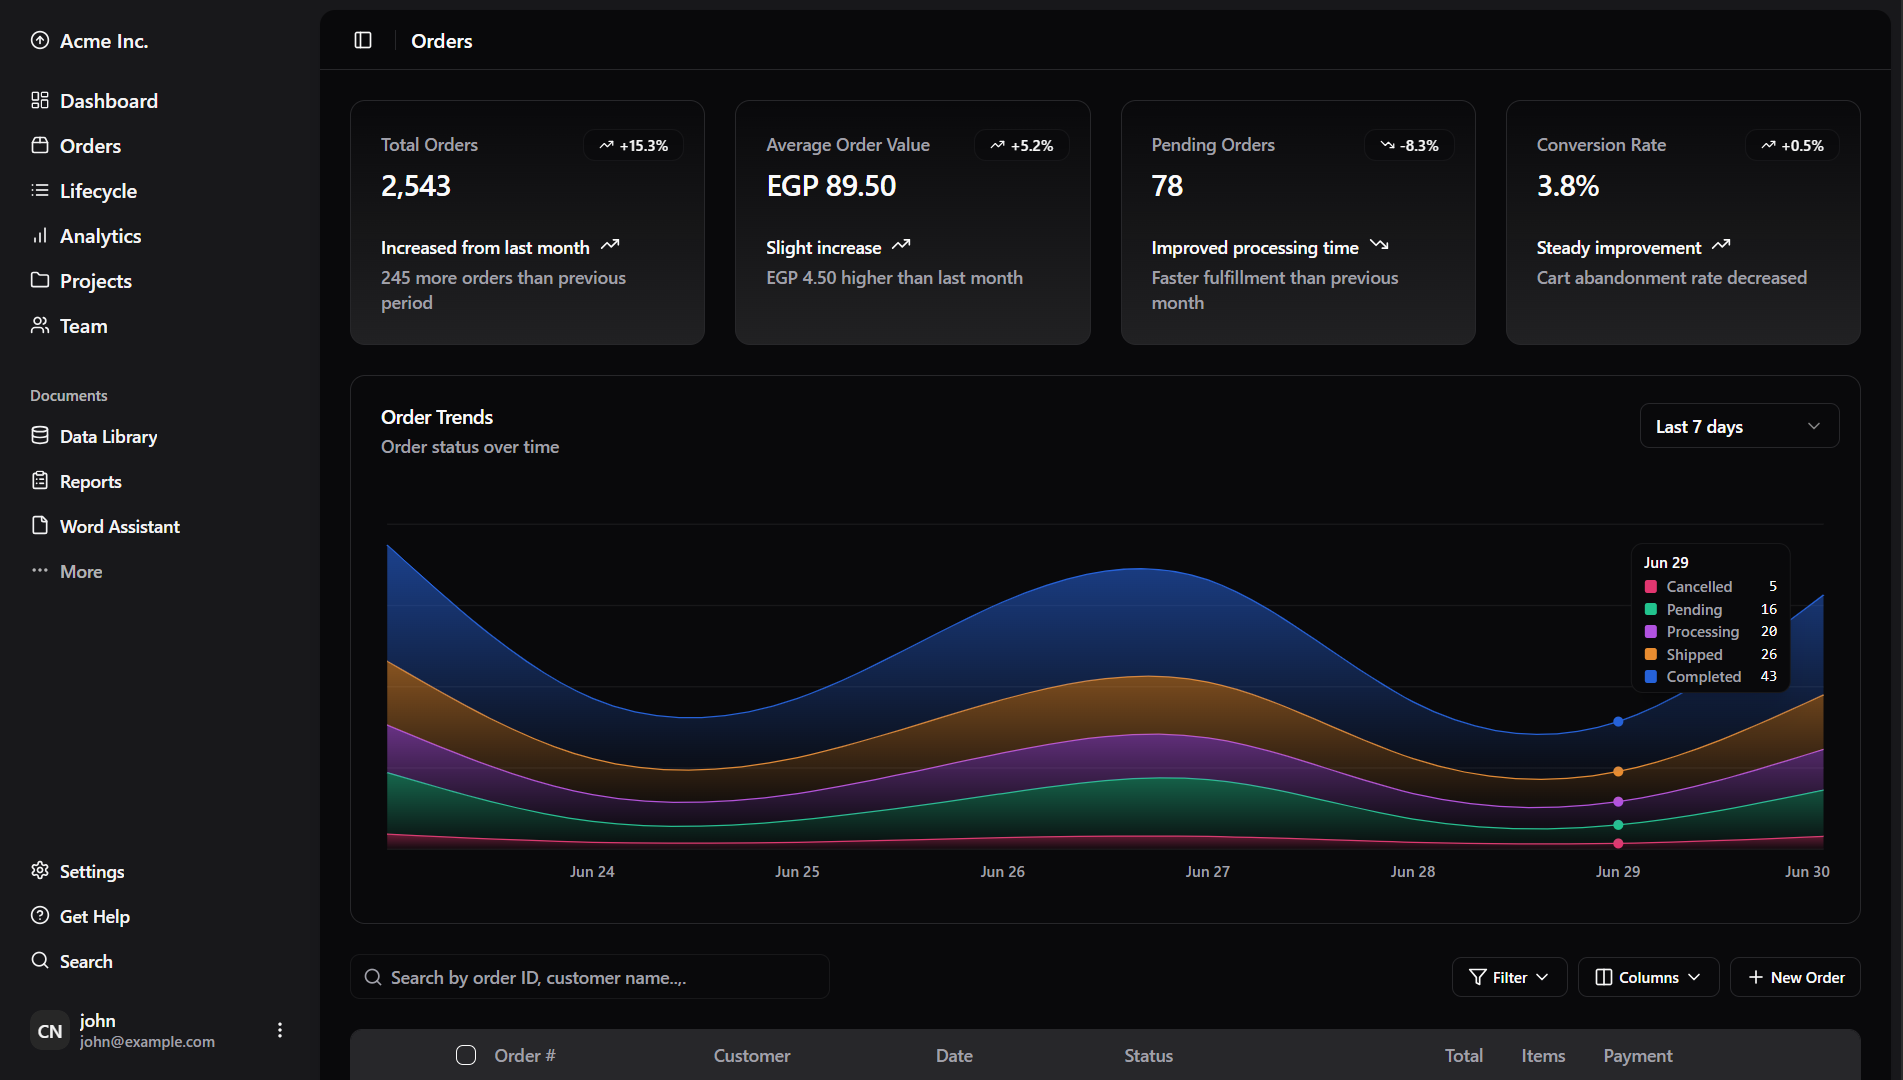 Acme Inc.
Dashboard
Orders
Lifecycle
Analytics
Projects
Team
Documents
Data Library
Reports
Word Assistant
More
Settings
Get Help
Search
CN
john
john@example.com
Orders
Total Orders
+15.3%
2,543
Increased from last month
245 more orders than previous
period
Average Order Value
+5.2%
EGP 89.50
Slight increase
EGP 4.50 higher than last month
Pending Orders
-8.3%
78
Improved processing time
Faster fulfillment than previous
month
Conversion Rate
+0.5%
3.8%
Steady improvement
Cart abandonment rate decreased
Order Trends
Order status over time
Last 7 days
Jun 29
Cancelled 5
Pending 16
Processing 20
Shipped 26
Completed 43
Jun 24 Jun 25 Jun 26 Jun 27 Jun 28 Jun 29 Jun 30
Search by order ID, customer name..,.
Filter
Columns
New Order
Order # Customer Date Status Total Items Payment